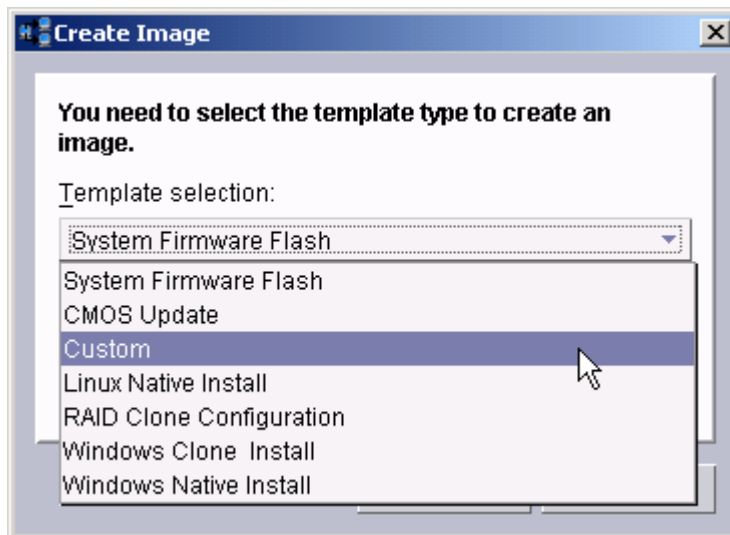 Create Image
You need to select the template type to create an
image.
Template selection:
System Firmware Flash
System Firmware Flash
CMOS Update
Custom
Linux Native Install
RAID Clone Configuration
Windows Clone  Install
Windows Native Install